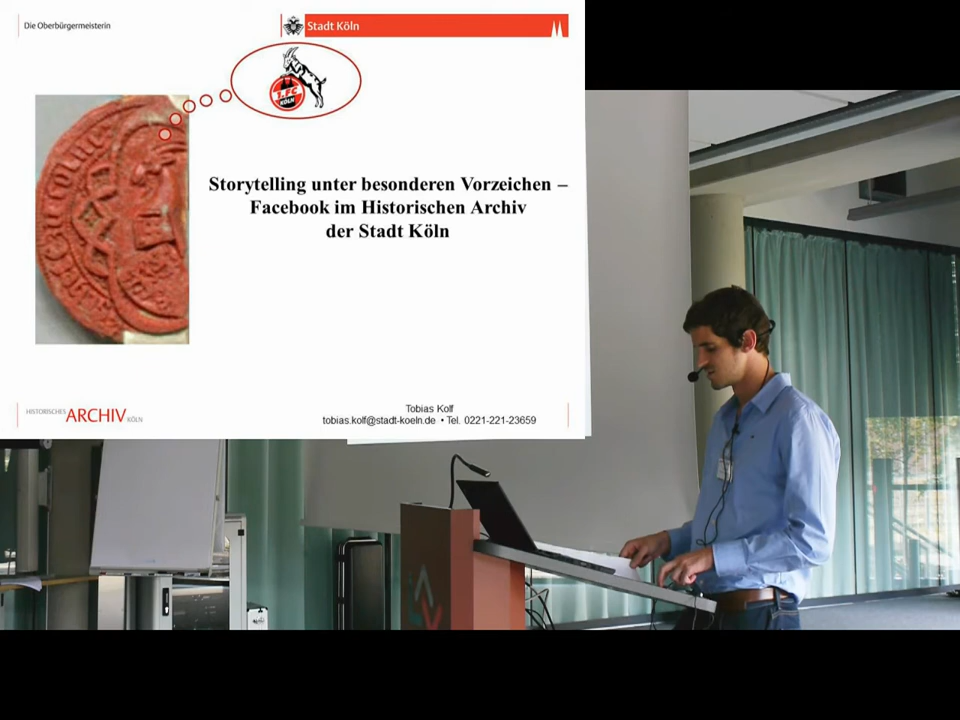 Die Oberbürgermeisterin
Stadt Köln
1.FC
KÖLN
Storytelling unter besonderen Vorzeichen –
Facebook im Historischen Archiv
der Stadt Köln
HISTORISCHES ARCHIV KÖLN
Tobias Kolf
tobias.kolf@stadt-koeln.de • Tel. 0221-221-23659